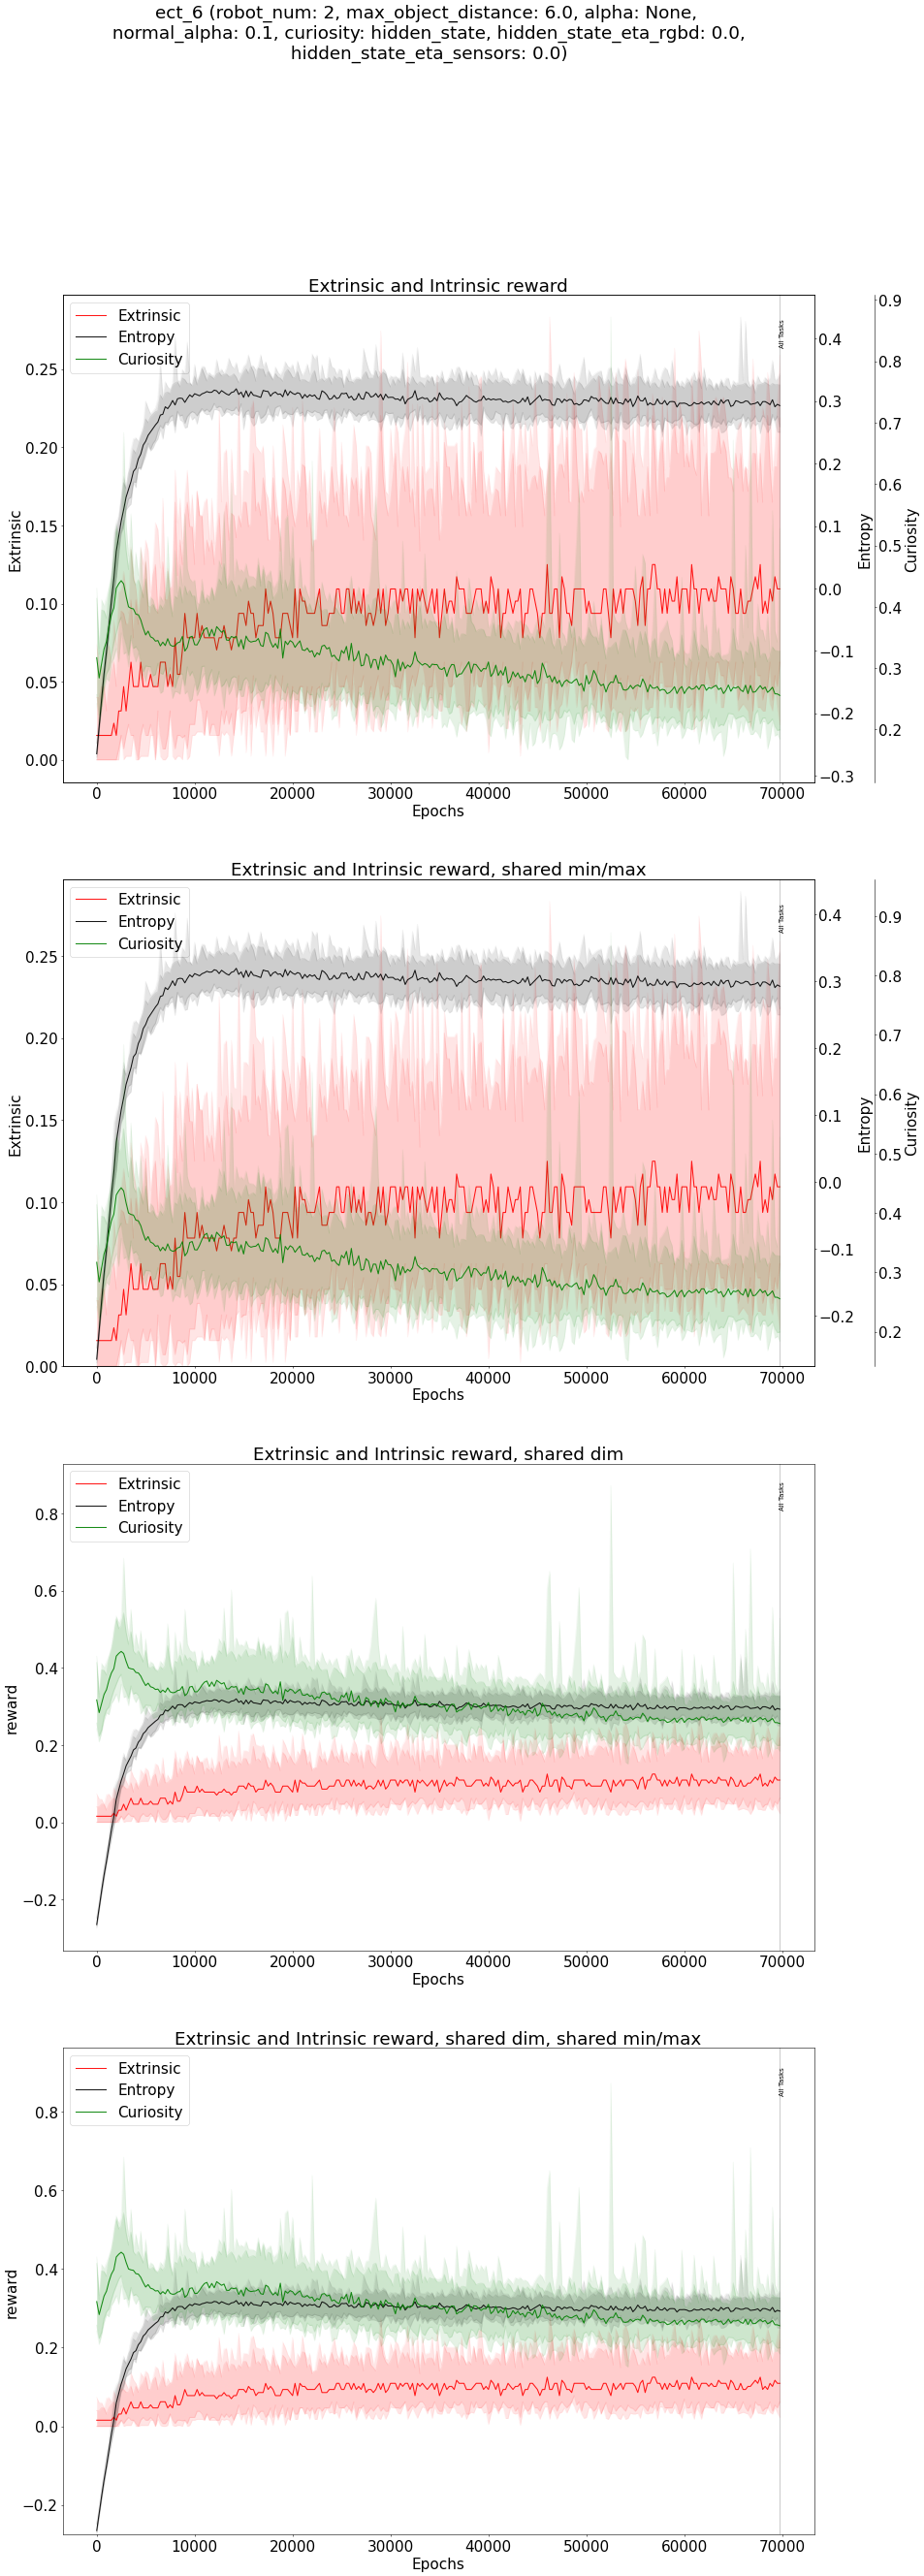 ect_6 (robot_num: 2, max_object_distance: 6.0, alpha: None,
normal_alpha: 0.1, curiosity: hidden_state, hidden_state_eta_rgbd: 0.0,
hidden_state_eta_sensors: 0.0)
Extrinsic and Intrinsic reward
Extrinsic
Entropy
Curiosity
All Tasks
0.25
0.20
0.15
0.10
0.05
0.00
Extrinsic
0.4
0.3
0.2
0.1
0.0
−0.1
−0.2
−0.3
Entropy
0.9
0.8
0.7
0.6
0.5
0.4
0.3
0.2
Curiosity
0 10000 20000 30000 40000 50000 60000 70000
Epochs
Extrinsic and Intrinsic reward, shared min/max
Extrinsic
Entropy
Curiosity
All Tasks
0.25
0.20
0.15
0.10
0.05
0.00
Extrinsic
0.4
0.3
0.2
0.1
0.0
−0.1
−0.2
Entropy
0.9
0.8
0.7
0.6
0.5
0.4
0.3
0.2
Curiosity
0 10000 20000 30000 40000 50000 60000 70000
Epochs
Extrinsic and Intrinsic reward, shared dim
Extrinsic
Entropy
Curiosity
All Tasks
0.8
0.6
0.4
0.2
0.0
−0.2
reward
0 10000 20000 30000 40000 50000 60000 70000
Epochs
Extrinsic and Intrinsic reward, shared dim, shared min/max
Extrinsic
Entropy
Curiosity
All Tasks
0.8
0.6
0.4
0.2
0.0
−0.2
reward
0 10000 20000 30000 40000 50000 60000 70000
Epochs